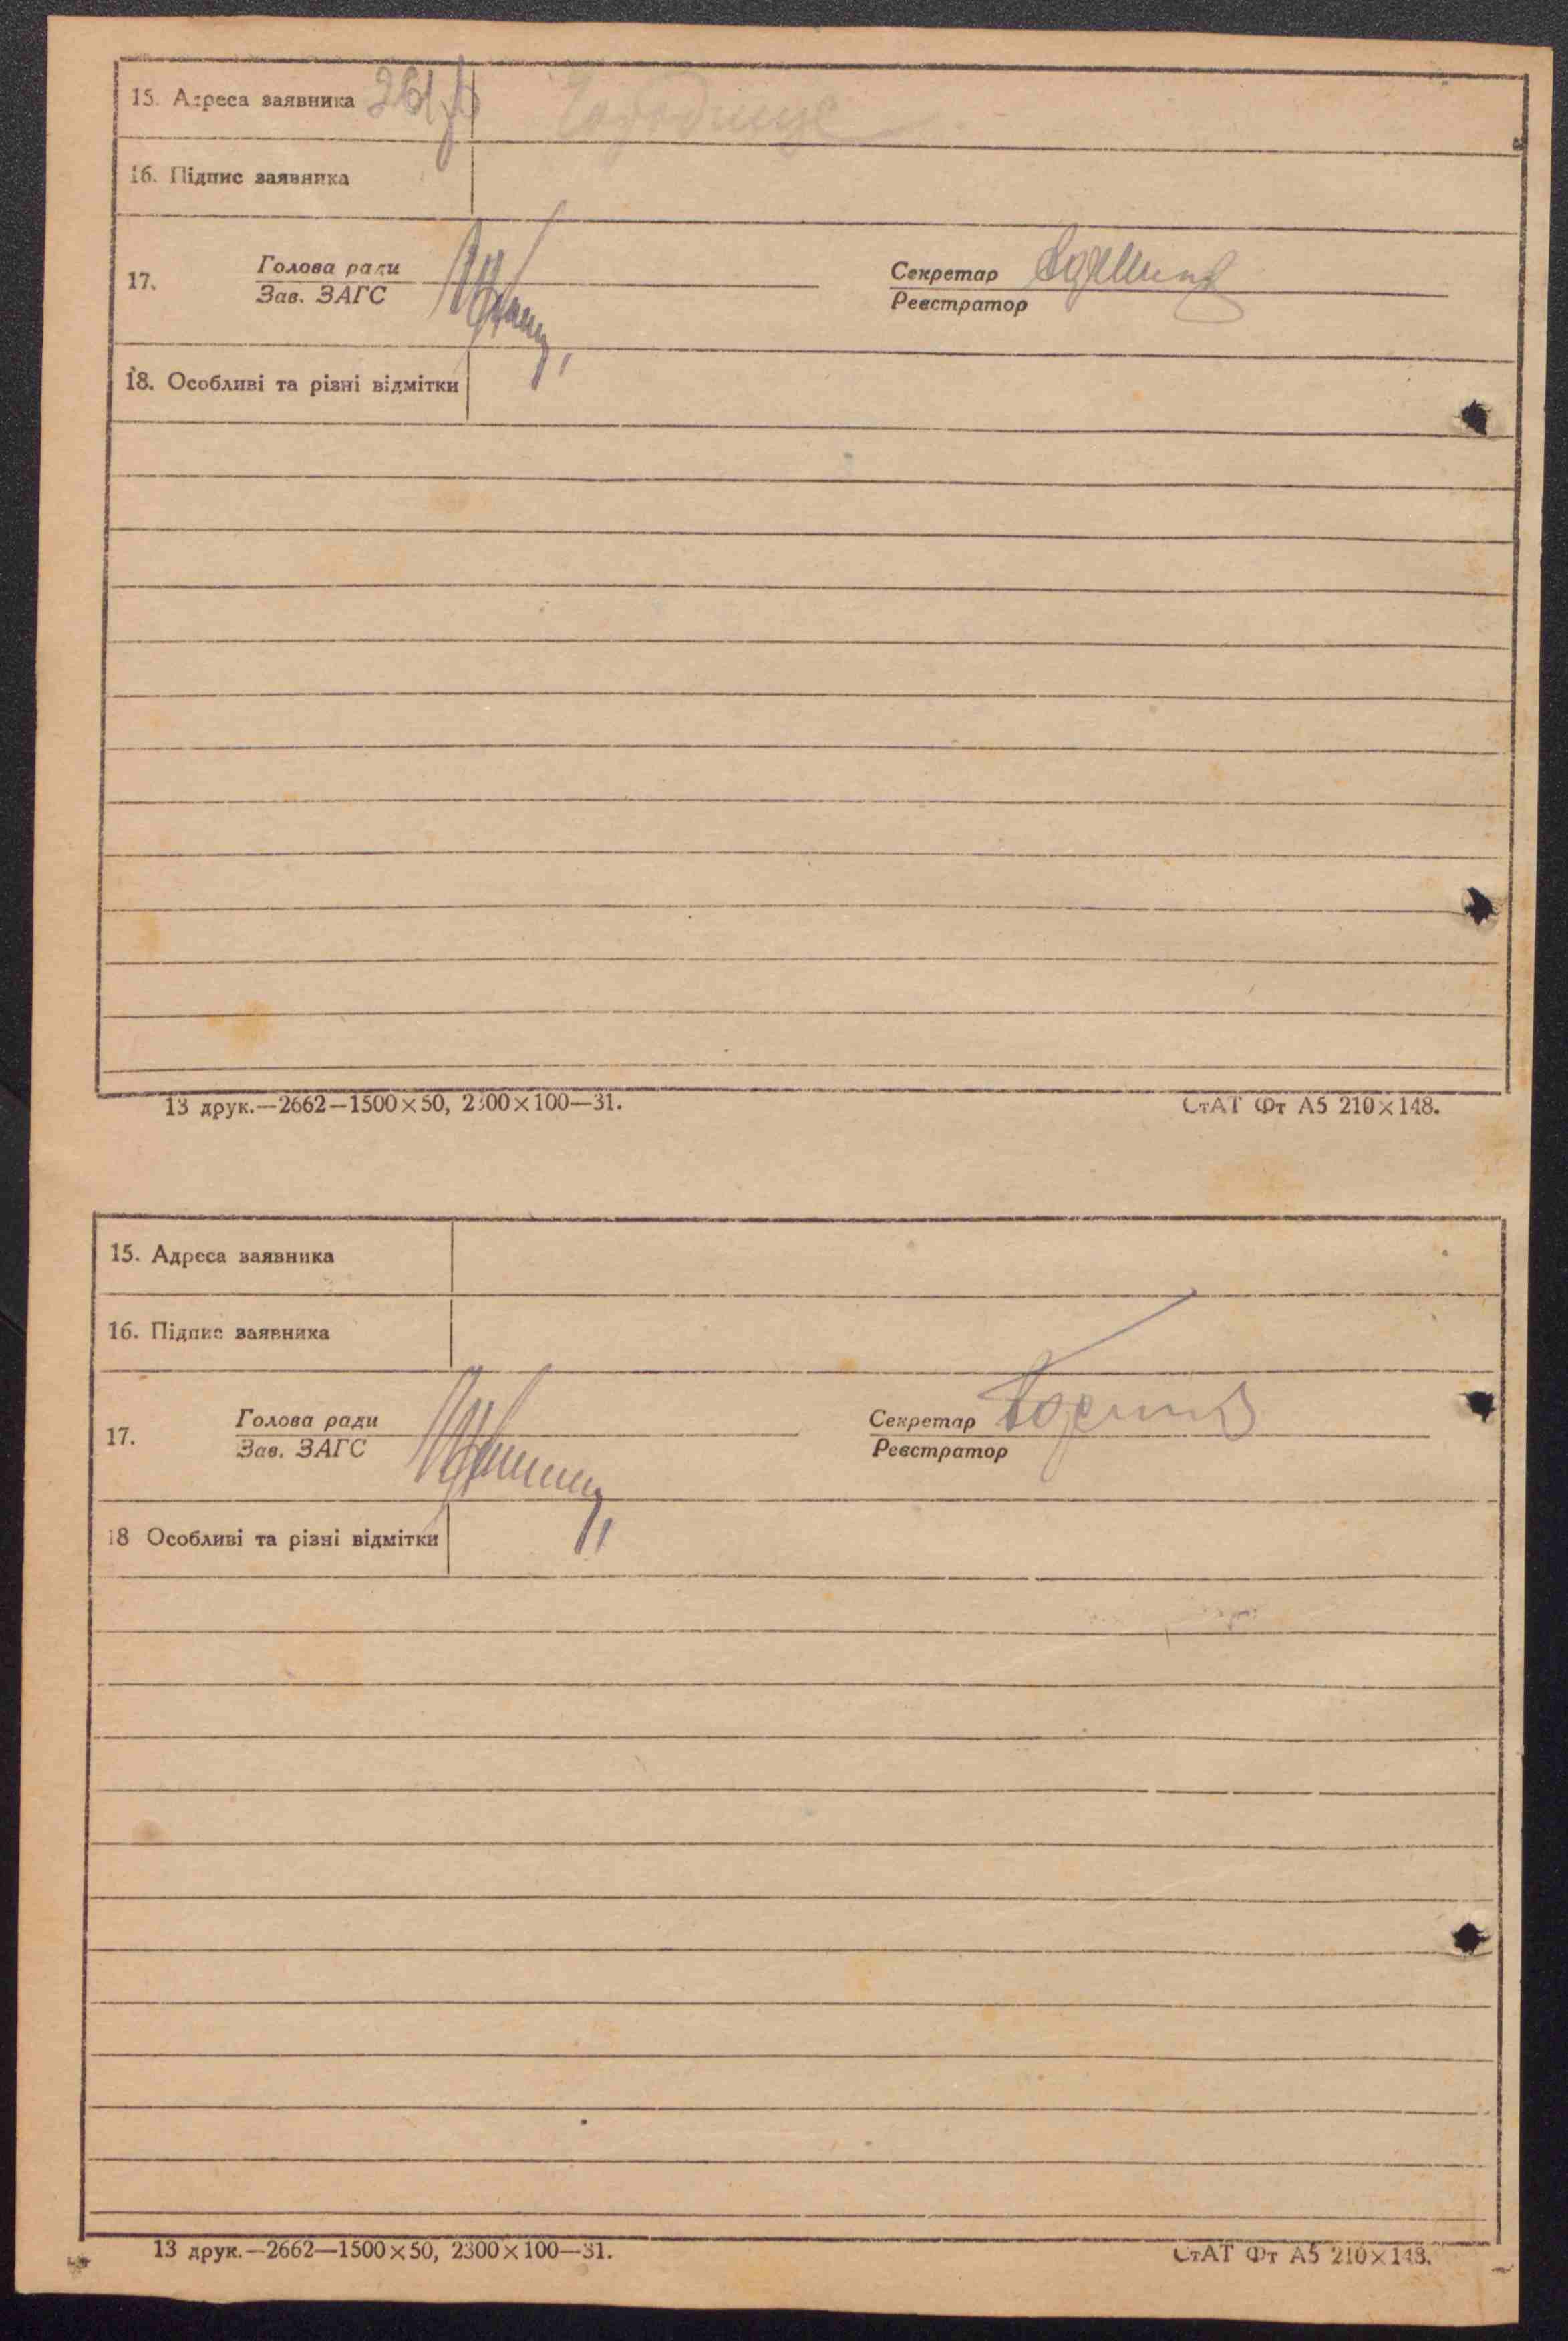 15. Адреса заявника Городище
16. Підпис заявника
17. Голова ради Секретар
Зав. ЗАГС Реєстратор
18. Особливі та різні відмітки
13 друк.—2662—1500×50, 2300×100—31. СтАТ Фт А5 210×148.
15. Адреса заявника
16. Підпис заявника
17. Голова ради Секретар
Зав. ЗАГС Реєстратор
18 Особливі та різні відмітки
13 друк.—2662—1500×50, 2300×100—31. СтАТ Фт А5 210×148.